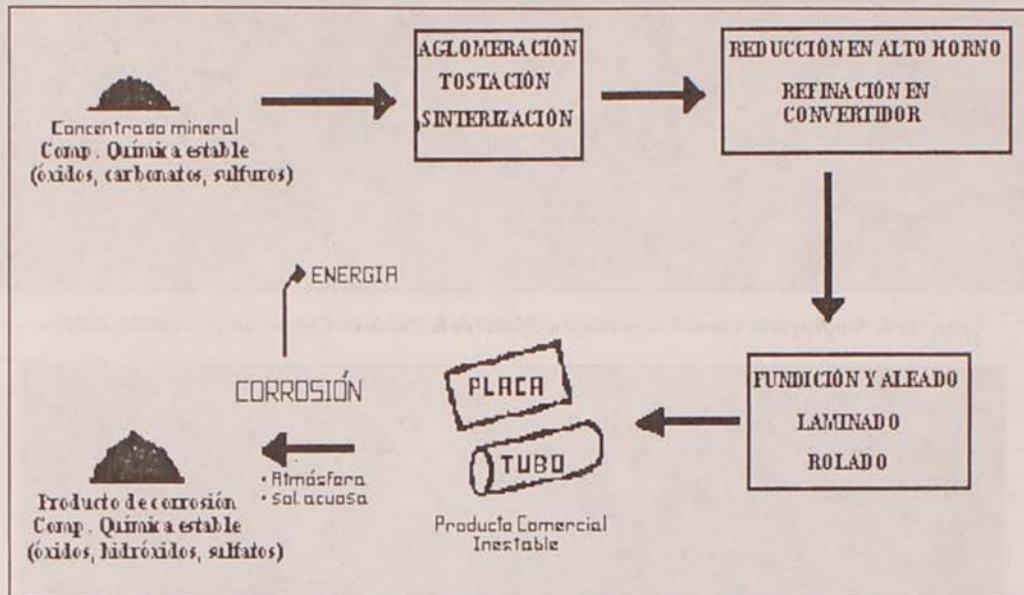 AGLOMERACIÓN
TOSTACIÓN
SINTERIZACIÓN
REDUCCIÓN EN ALTO HORNO
REFINACIÓN EN
CONVERTIDOR
Concentrado mineral
Comp. Química estable
(óxidos, carbonatos, sulfuros)
ENERGIA
CORROSIÓN
PLACA
TUBO
FUNDICIÓN Y ALEADO
LAMINADO
ROLADO
• Atmósfera
• Sol. acuosa
Producto Comercial
Inestable
Producto de corrosión
Comp. Química estable
(óxidos, hidróxidos, sulfatos)